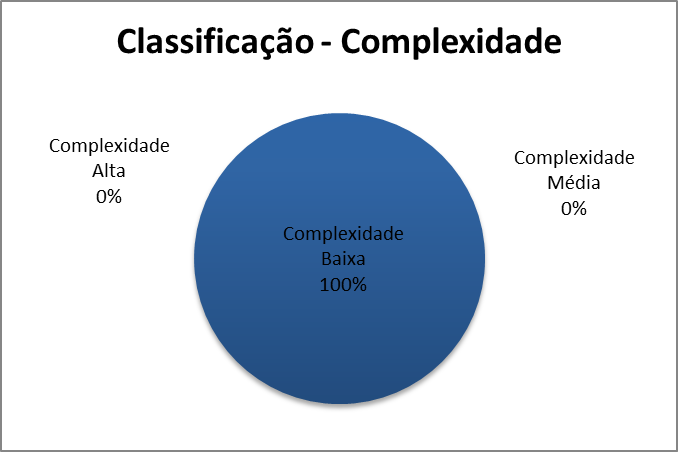 Classificação - Complexidade
Complexidade
Alta
0%
Complexidade
Média
0%
Complexidade
Baixa
100%